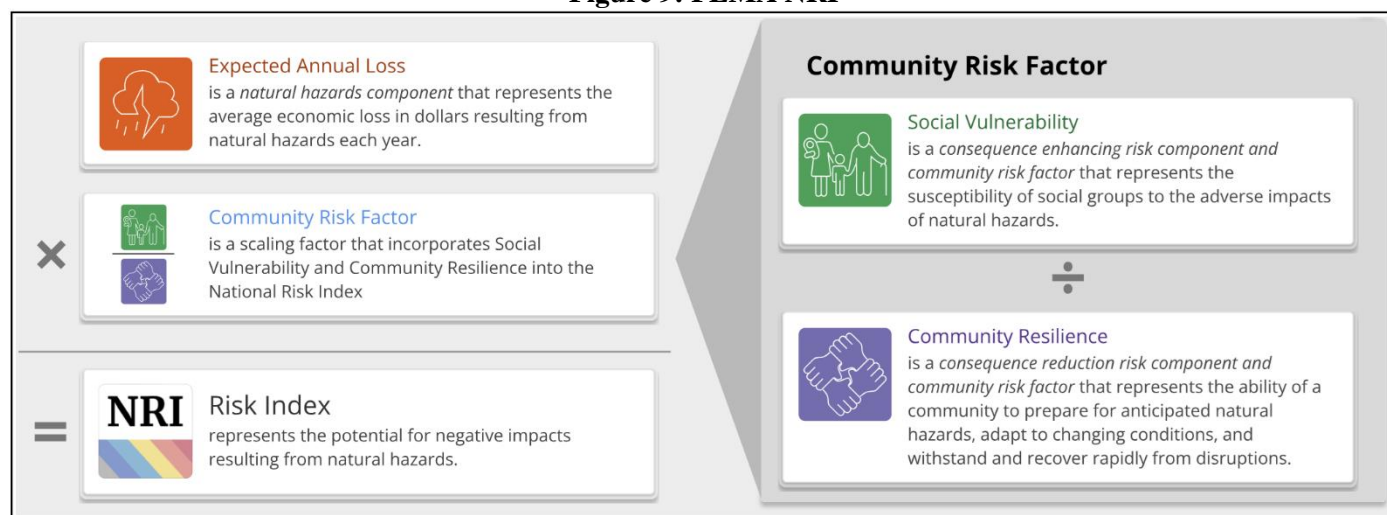 Figure 9: FEMA NRI
Expected Annual Loss
is a natural hazards component that represents the
average economic loss in dollars resulting from
natural hazards each year.
×
Community Risk Factor
is a scaling factor that incorporates Social
Vulnerability and Community Resilience into the
National Risk Index
=
NRI
Risk Index
represents the potential for negative impacts
resulting from natural hazards.
Community Risk Factor
Social Vulnerability
is a consequence enhancing risk component and
community risk factor that represents the
susceptibility of social groups to the adverse impacts
of natural hazards.
÷
Community Resilience
is a consequence reduction risk component and
community risk factor that represents the ability of a
community to prepare for anticipated natural
hazards, adapt to changing conditions, and
withstand and recover rapidly from disruptions.